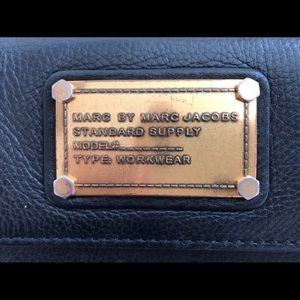 MARC BY MARC JACOBS
STANDARD SUPPLY
MODEL#
TYPE: WORKWEAR